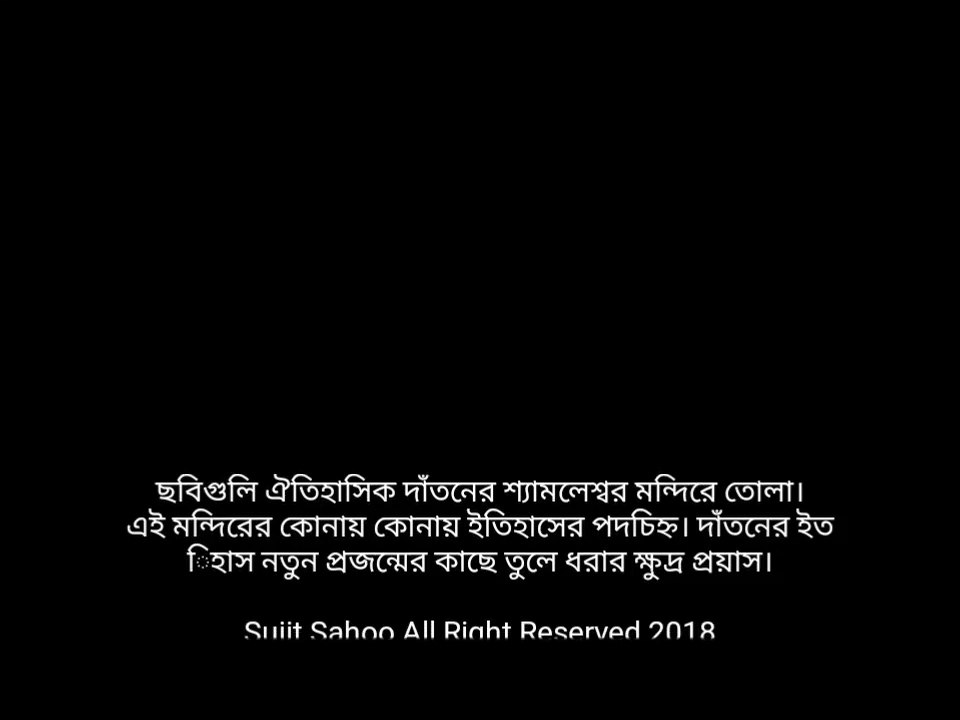 ছবিগুলি ঐতিহাসিক দাঁতনের শ্যামলেশ্বর মন্দিরে তোলা।
এই মন্দিরের কোনায় কোনায় ইতিহাসের পদচিহ্ন। দাঁতনের ইত
িহাস নতুন প্রজন্মের কাছে তুলে ধরার ক্ষুদ্র প্রয়াস।
Sujit Sahoo All Right Reserved 2018